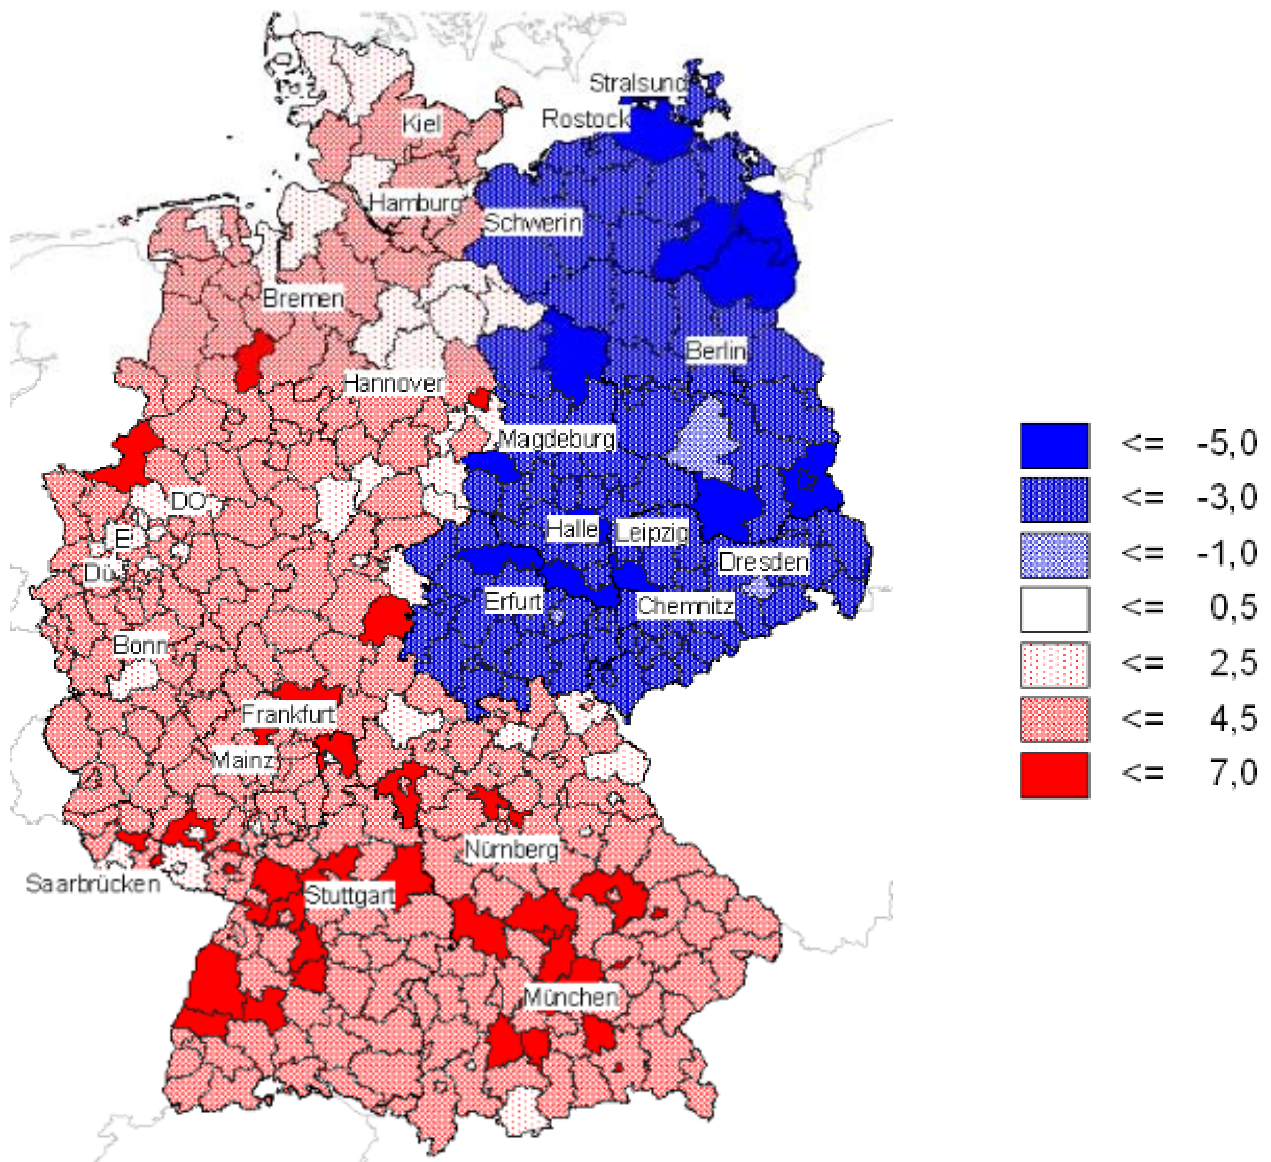 Stralsund
Rostock
Kiel
Hamburg
Schwerin
Bremen
Berlin
Hannover
Magdeburg
DO
E
Halle
Leipzig
Dü
Dresden
Erfurt
Chemnitz
Bonn
Frankfurt
Mainz
Nürnberg
Saarbrücken
Stuttgart
München
<= -5,0
<= -3,0
<= -1,0
<= 0,5
<= 2,5
<= 4,5
<= 7,0